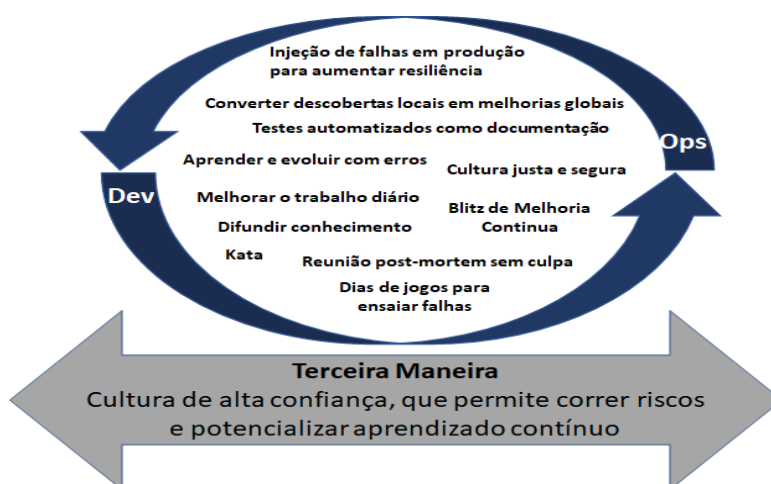 Injeção de falhas em produção
para aumentar resiliência
Converter descobertas locais em melhorias globais
Testes automatizados como documentação
Ops
Aprender e evoluir com erros
Cultura justa e segura
Dev
Melhorar o trabalho diário
Blitz de Melhoria
Continua
Difundir conhecimento
Kata
Reunião post-mortem sem culpa
Dias de jogos para
ensaiar falhas
Terceira Maneira
Cultura de alta confiança, que permite correr riscos
e potencializar aprendizado contínuo